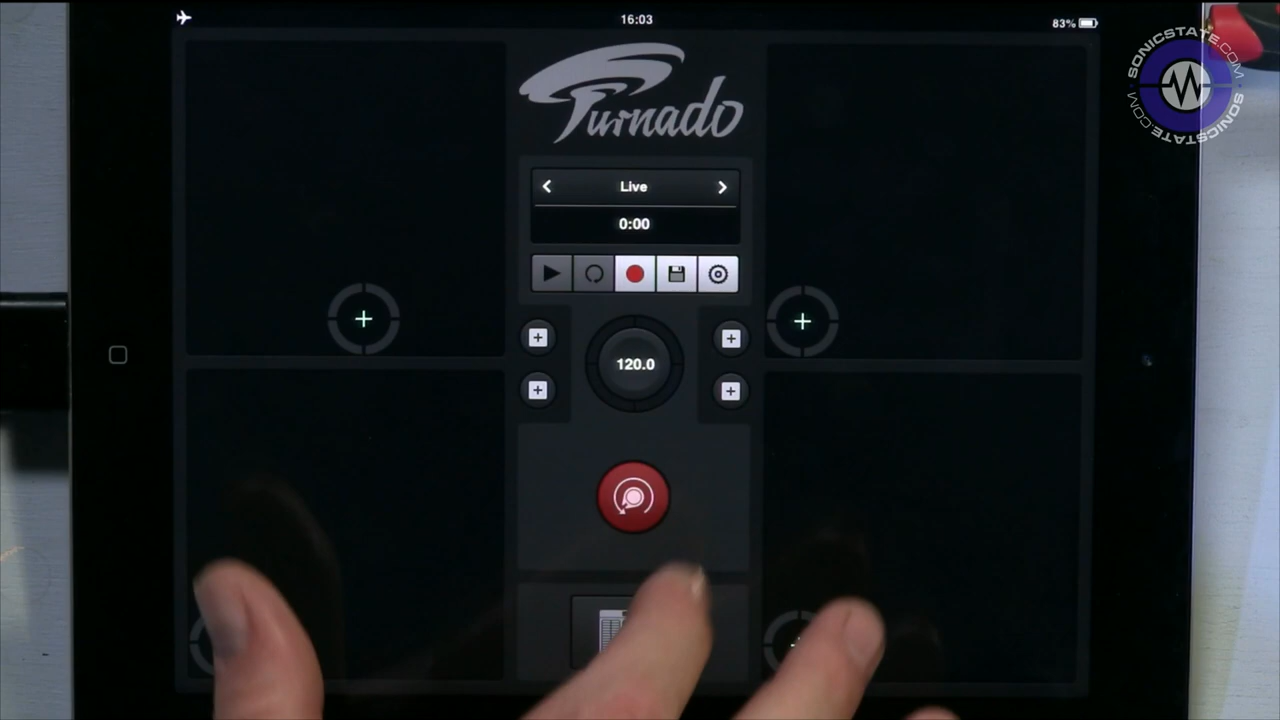 16:03
83%
SONICSTATE.COM
SONICSTATE.COM
Turnado
Live
0:00
120.0